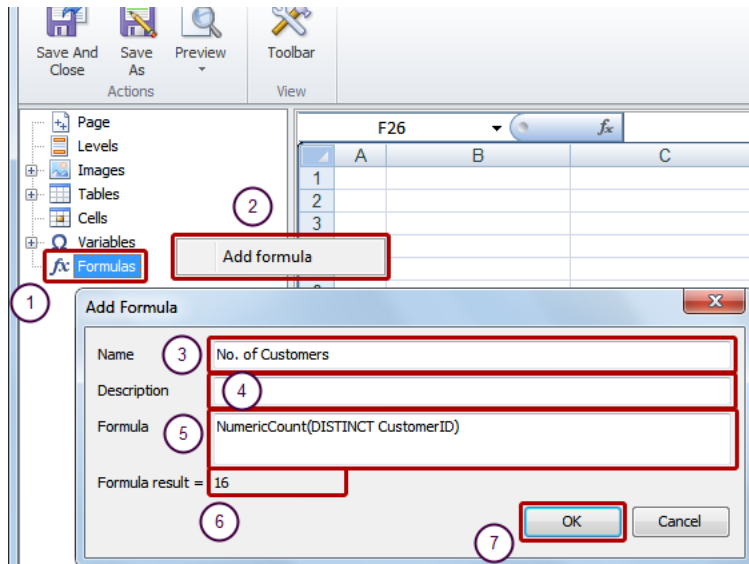 Save And Close
Save As
Preview
Toolbar
Actions
View
Page
Levels
Images
Tables
Cells
Variables
fx Formulas
F26
fx
A
B
C
1
2
3
2
Add formula
1
Add Formula
Name
3
No. of Customers
Description
4
Formula
5
NumericCount(DISTINCT CustomerID)
Formula result = 16
6
7
OK
Cancel